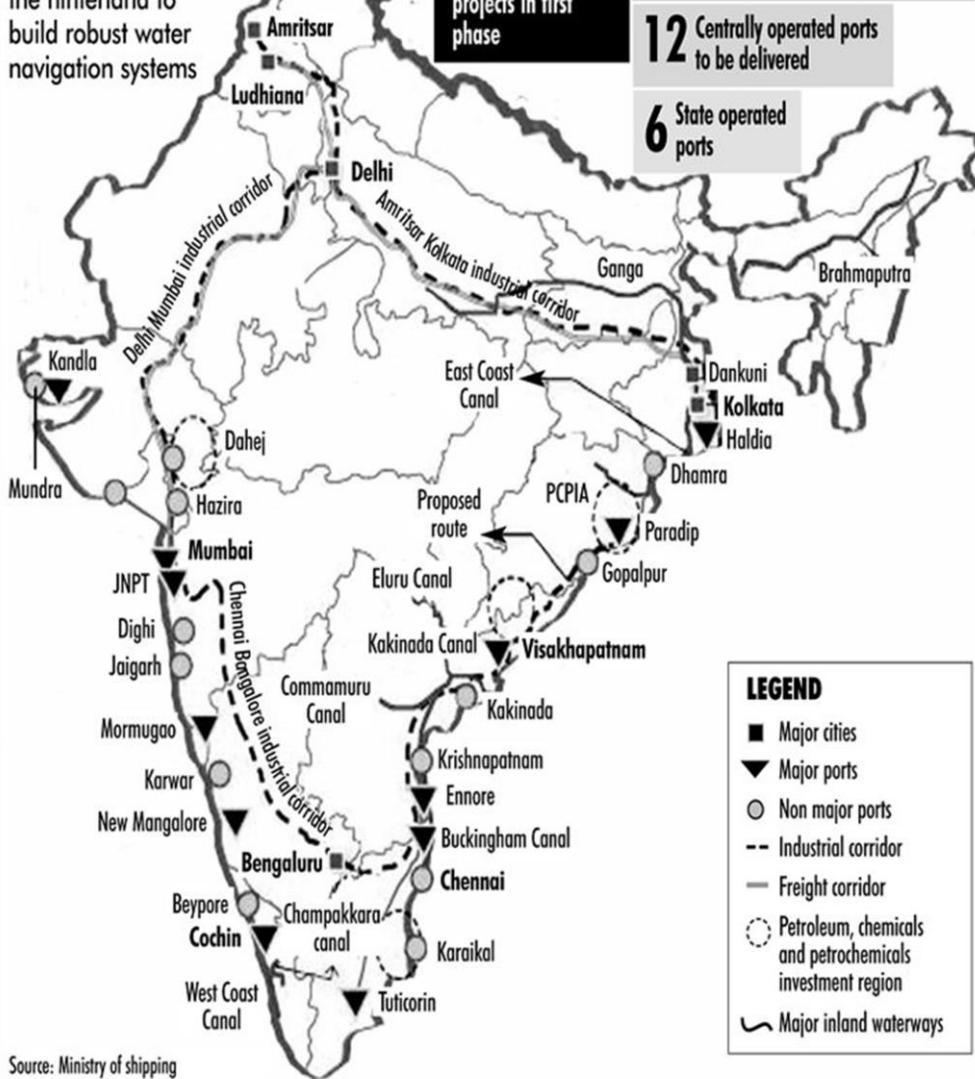 the hinterland to
build robust water
navigation systems
projects in first
phase
12 Centrally operated ports
to be delivered
6 State operated
ports
Amritsar
Ludhiana
Delhi
Delhi Mumbai industrial corridor
Amritsar Kolkata industrial corridor
Ganga
Brahmaputra
Kandla
East Coast
Canal
Dankuni
Kolkata
Haldia
Dahej
Dhamra
Mundra
Hazira
Proposed
route
PCPIA
Paradip
Mumbai
Gopalpur
JNPT
Eluru Canal
Chennai Bangalore industrial corridor
Dighi
Kakinada Canal
Visakhapatnam
Jaigarh
Commamuru
Canal
Kakinada
Mormugao
Krishnapatnam
Karwar
Ennore
New Mangalore
Buckingham Canal
Bengaluru
Chennai
Beypore
Champakkara
canal
Cochin
Karaikal
West Coast
Canal
Tuticorin
LEGEND
Major cities
Major ports
Non major ports
Industrial corridor
Freight corridor
Petroleum, chemicals
and petrochemicals
investment region
Major inland waterways
Source: Ministry of shipping